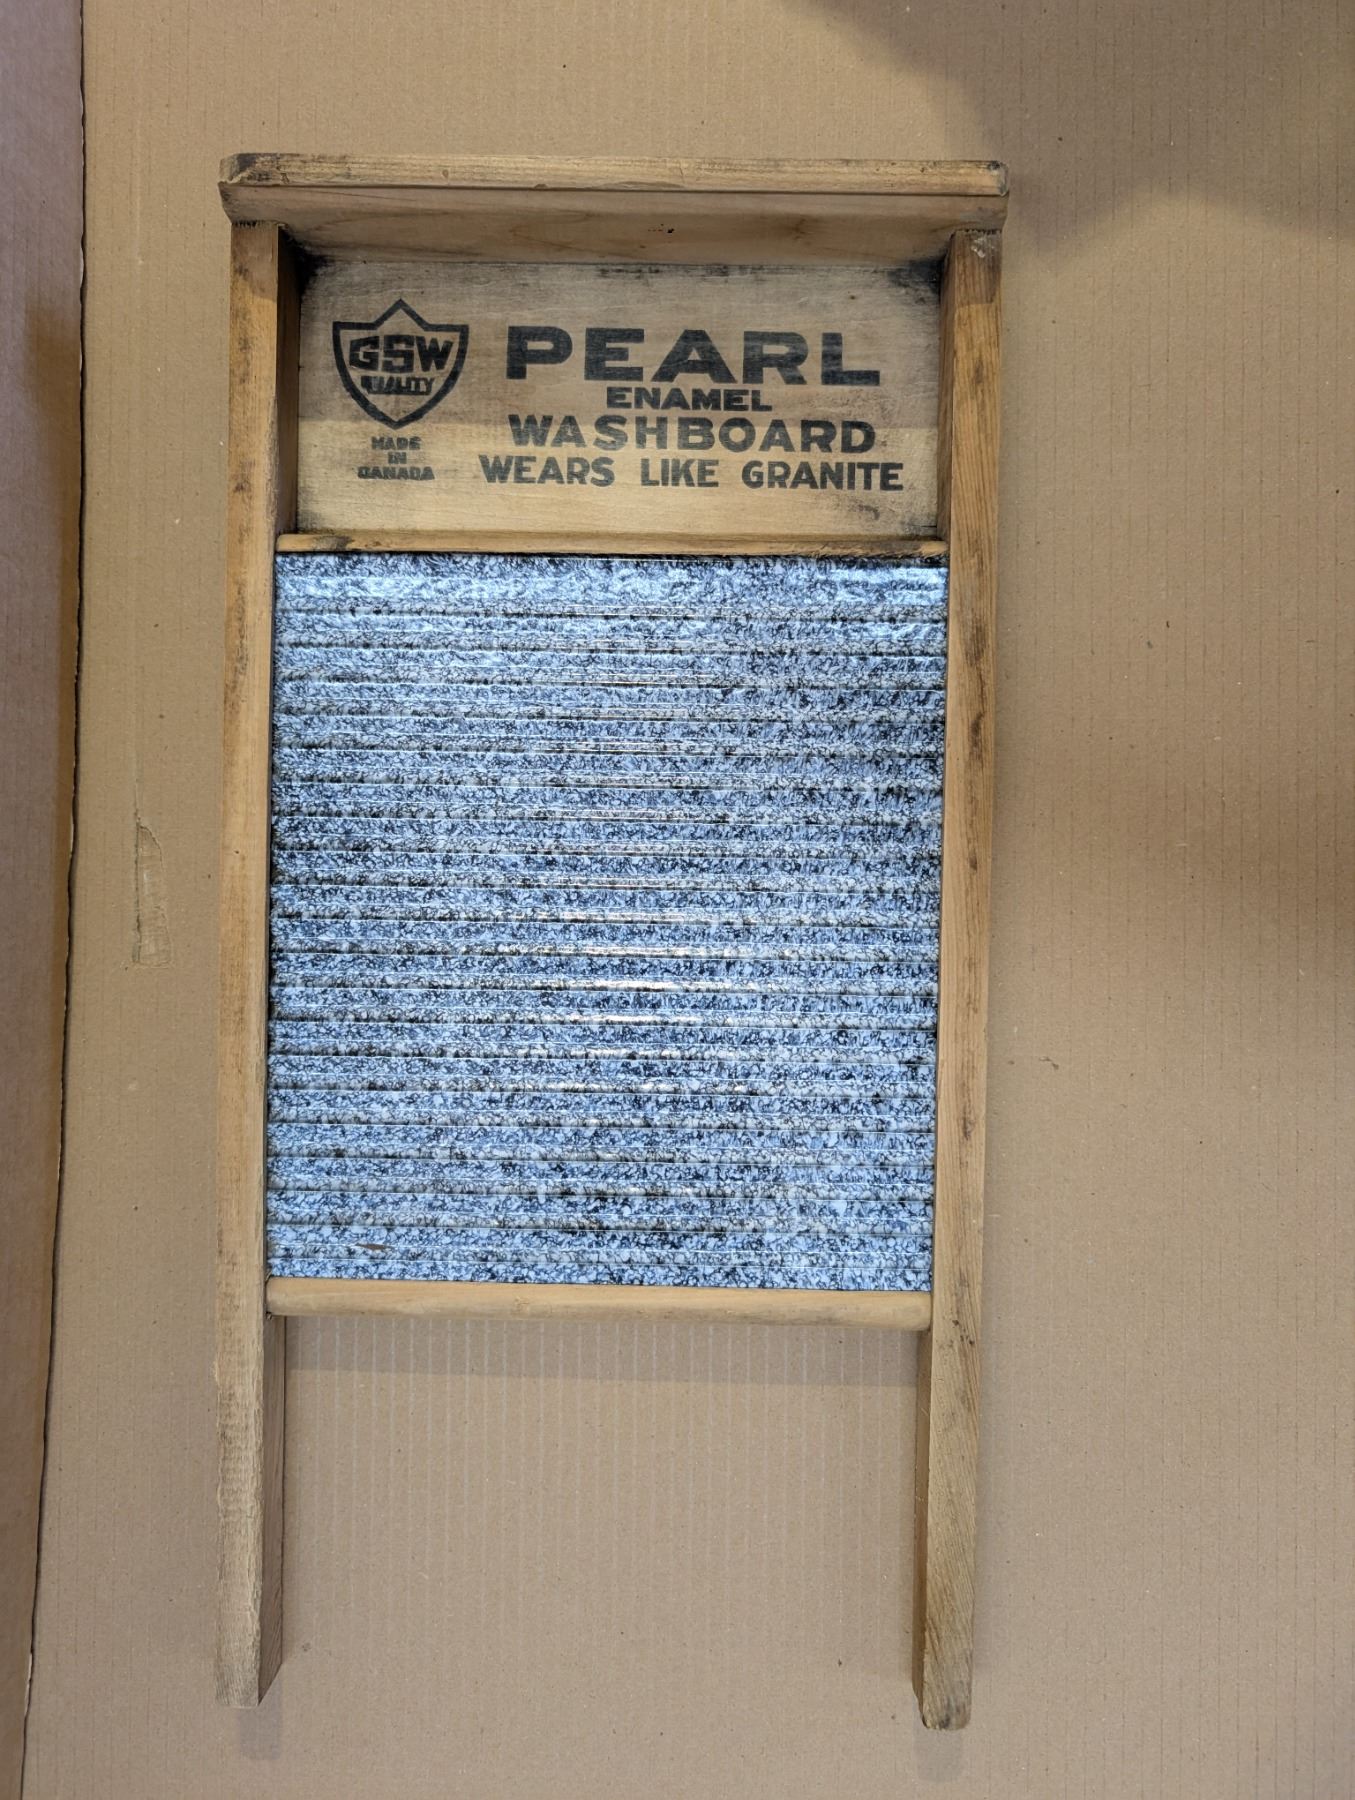 GSW
QUALITY
MADE
IN
CANADA
PEARL
ENAMEL
WASHBOARD
WEARS LIKE GRANITE